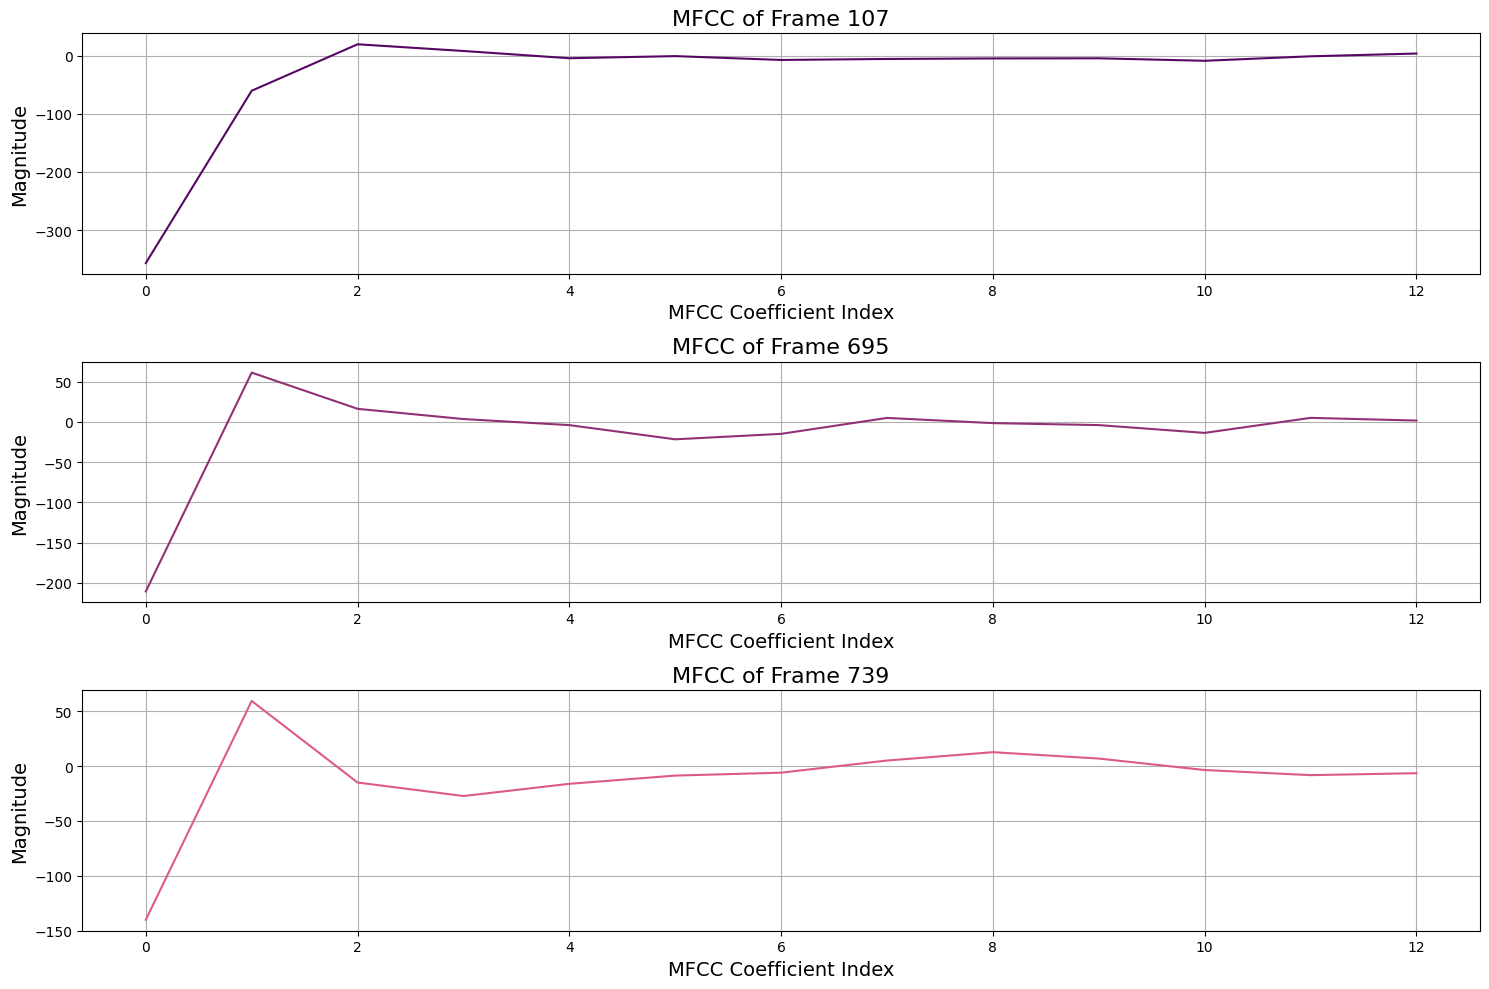 MFCC of Frame 107
0
−100
−200
−300
Magnitude
0 2 4 6 8 10 12
MFCC Coefficient Index
MFCC of Frame 695
50
0
−50
−100
−150
−200
Magnitude
0 2 4 6 8 10 12
MFCC Coefficient Index
MFCC of Frame 739
50
0
−50
−100
−150
Magnitude
0 2 4 6 8 10 12
MFCC Coefficient Index